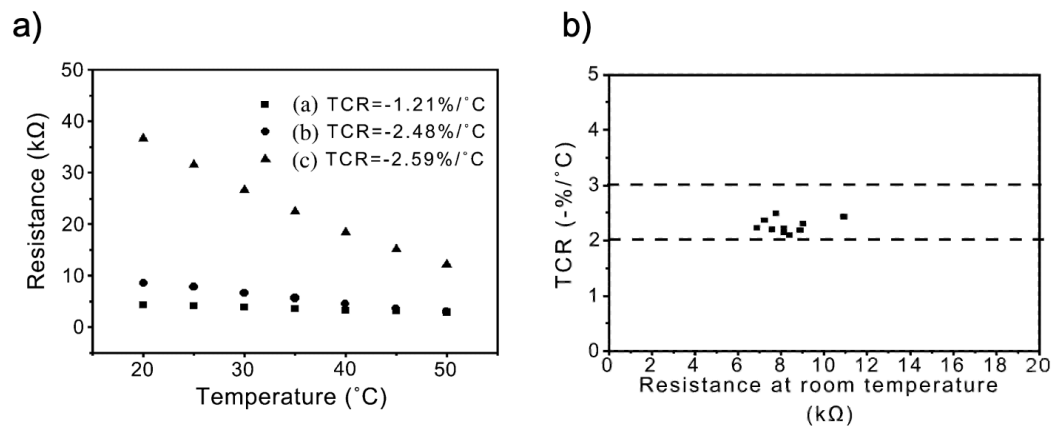 a)
50
40
30
20
10
0
Resistance (kΩ)
(a) TCR=-1.21%/˚C
(b) TCR=-2.48%/˚C
(c) TCR=-2.59%/˚C
20 30 40 50
Temperature (˚C)
b)
5
4
3
2
1
0
TCR (-%/˚C)
0 2 4 6 8 10 12 14 16 18 20
Resistance at room temperature
(kΩ)